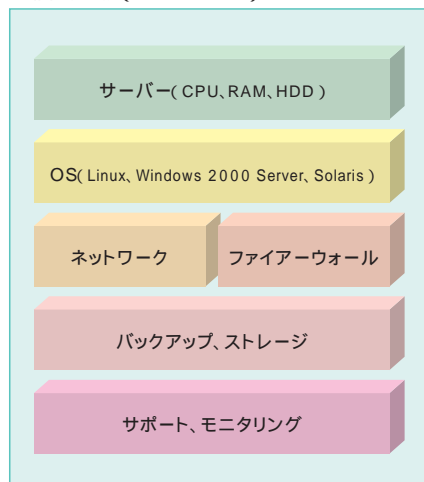 サーバー(CPU、RAM、HDD)
OS(Linux、Windows 2000 Server、Solaris)
ネットワーク
ファイアーウォール
バックアップ、ストレージ
サポート、モニタリング